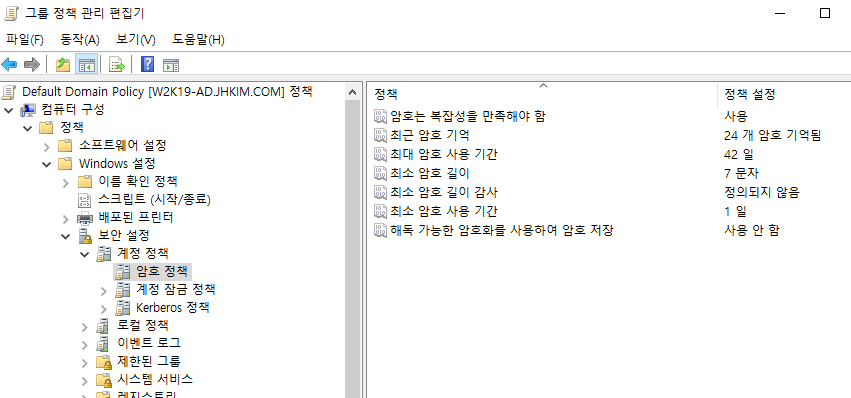 그룹 정책 관리 편집기
파일(F) 동작(A) 보기(V) 도움말(H)
Default Domain Policy [W2K19-AD.JHKIM.COM] 정책
컴퓨터 구성
정책
소프트웨어 설정
Windows 설정
이름 확인 정책
스크립트 (시작/종료)
배포된 프린터
보안 설정
계정 정책
암호 정책
계정 잠금 정책
Kerberos 정책
로컬 정책
이벤트 로그
제한된 그룹
시스템 서비스
레지스트리
정책 정책 설정
암호는 복잡성을 만족해야 함 사용
최근 암호 기억 24 개 암호 기억됨
최대 암호 사용 기간 42 일
최소 암호 길이 7 문자
최소 암호 길이 감사 정의되지 않음
최소 암호 사용 기간 1 일
해독 가능한 암호화를 사용하여 암호 저장 사용 안 함